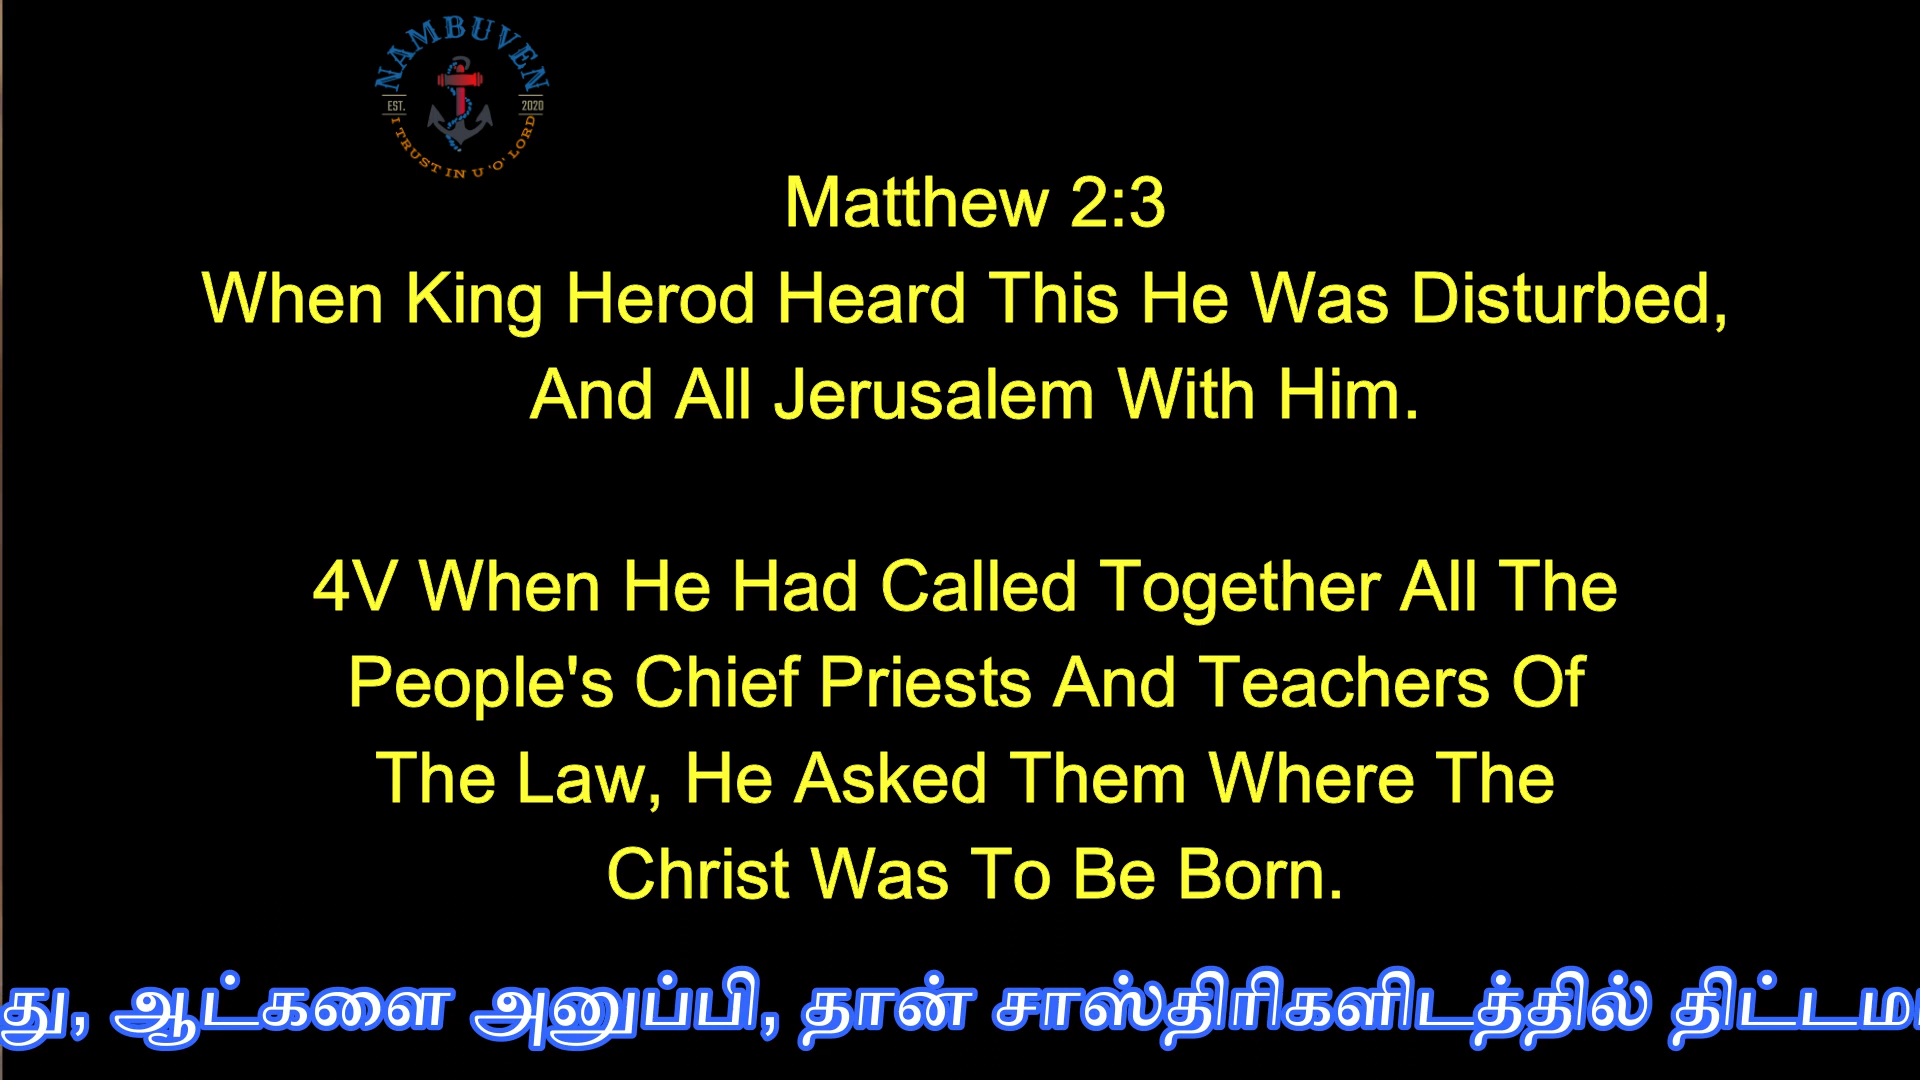 NAMBUVEN
EST. 2020
I TRUST IN U 'O' LORD
Matthew 2:3
When King Herod Heard This He Was Disturbed,
And All Jerusalem With Him.
4V When He Had Called Together All The
People's Chief Priests And Teachers Of
The Law, He Asked Them Where The
Christ Was To Be Born.
து, ஆட்களை அனுப்பி, தான் சாஸ்திரிகளிடத்தில்